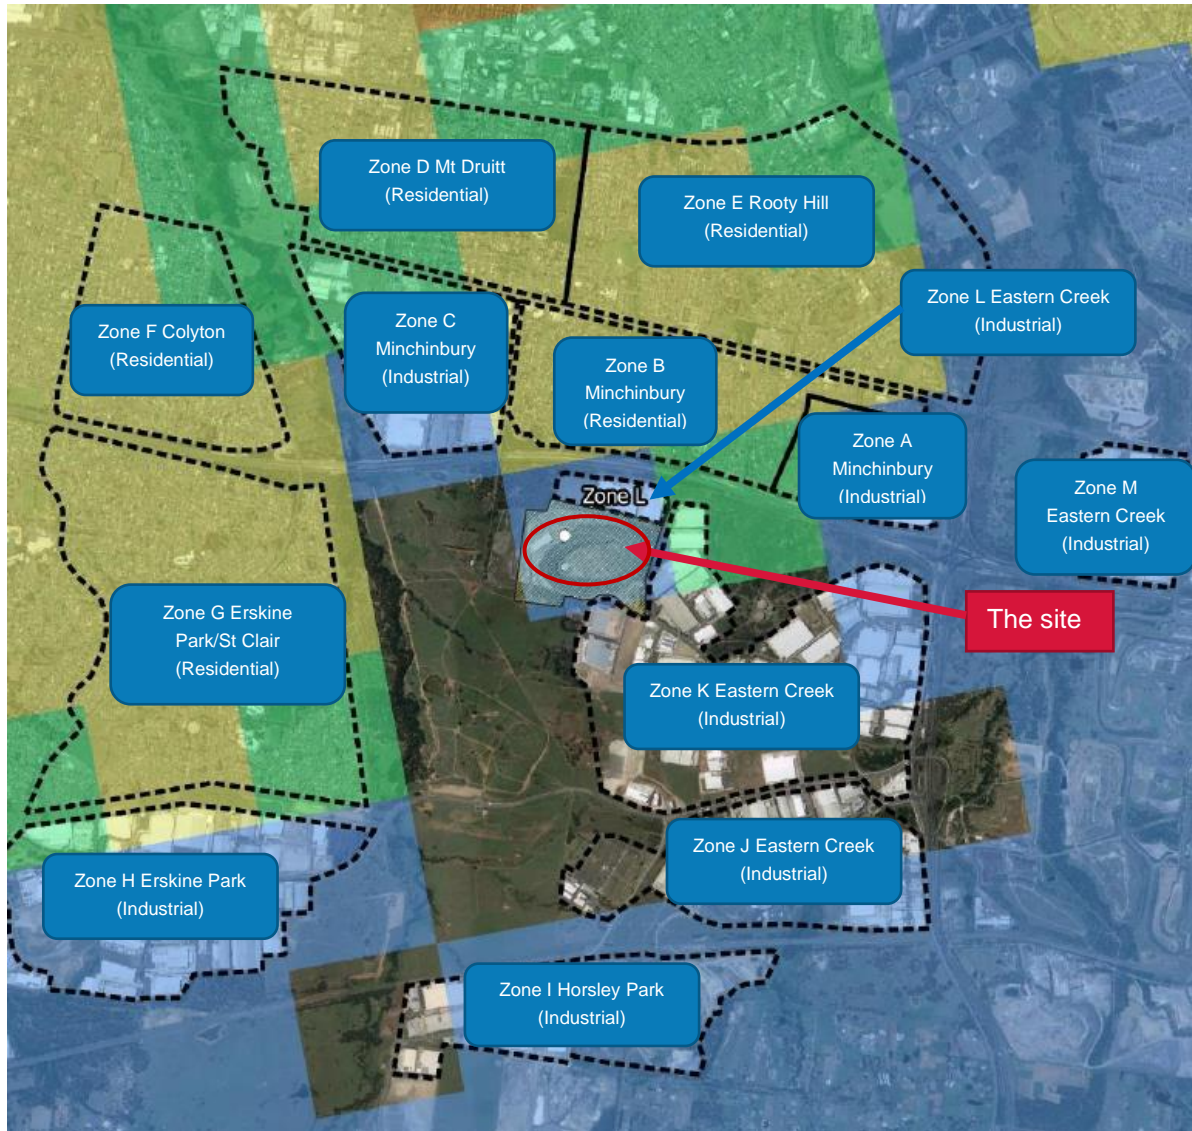 Zone D Mt Druitt
(Residential)
Zone E Rooty Hill
(Residential)
Zone L Eastern Creek
(Industrial)
Zone F Colyton
(Residential)
Zone C
Minchinbury
(Industrial)
Zone B
Minchinbury
(Residential)
Zone A
Minchinbury
(Industrial)
Zone M
Eastern Creek
(Industrial)
Zone L
The site
Zone G Erskine
Park/St Clair
(Residential)
Zone K Eastern Creek
(Industrial)
Zone J Eastern Creek
(Industrial)
Zone H Erskine Park
(Industrial)
Zone I Horsley Park
(Industrial)